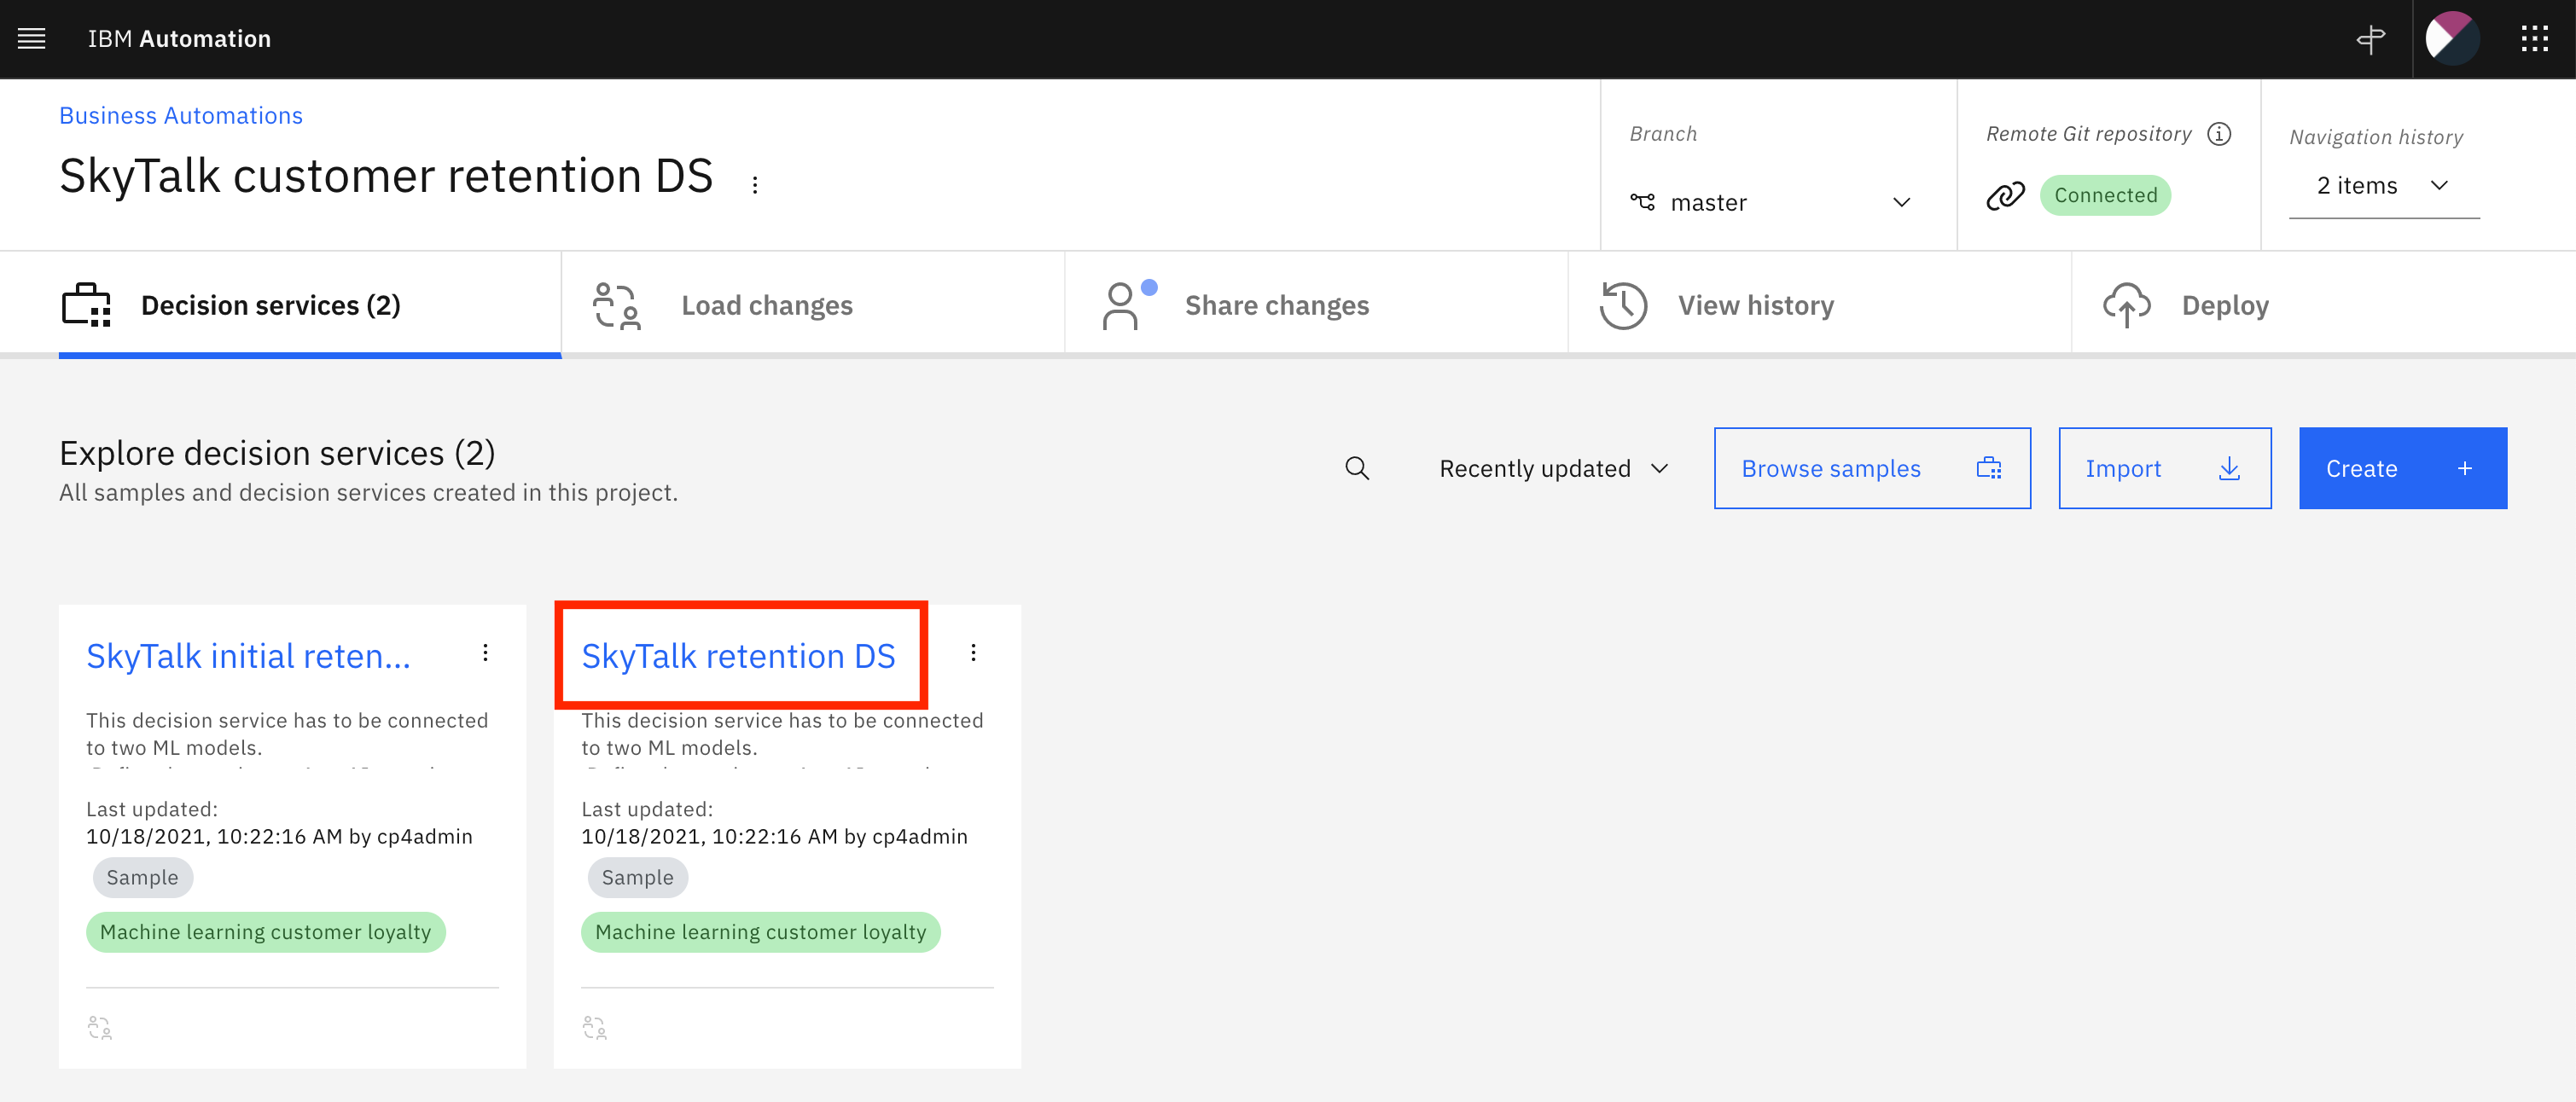 IBM Automation
Business Automations
SkyTalk customer retention DS
Branch
master
Remote Git repository
Connected
Navigation history
2 items
Decision services (2)
Load changes
Share changes
View history
Deploy
Explore decision services (2)
All samples and decision services created in this project.
Recently updated
Browse samples
Import
Create
SkyTalk initial reten...
This decision service has to be connected
to two ML models.
Last updated:
10/18/2021, 10:22:16 AM by cp4admin
Sample
Machine learning customer loyalty
SkyTalk retention DS
This decision service has to be connected
to two ML models.
Last updated:
10/18/2021, 10:22:16 AM by cp4admin
Sample
Machine learning customer loyalty